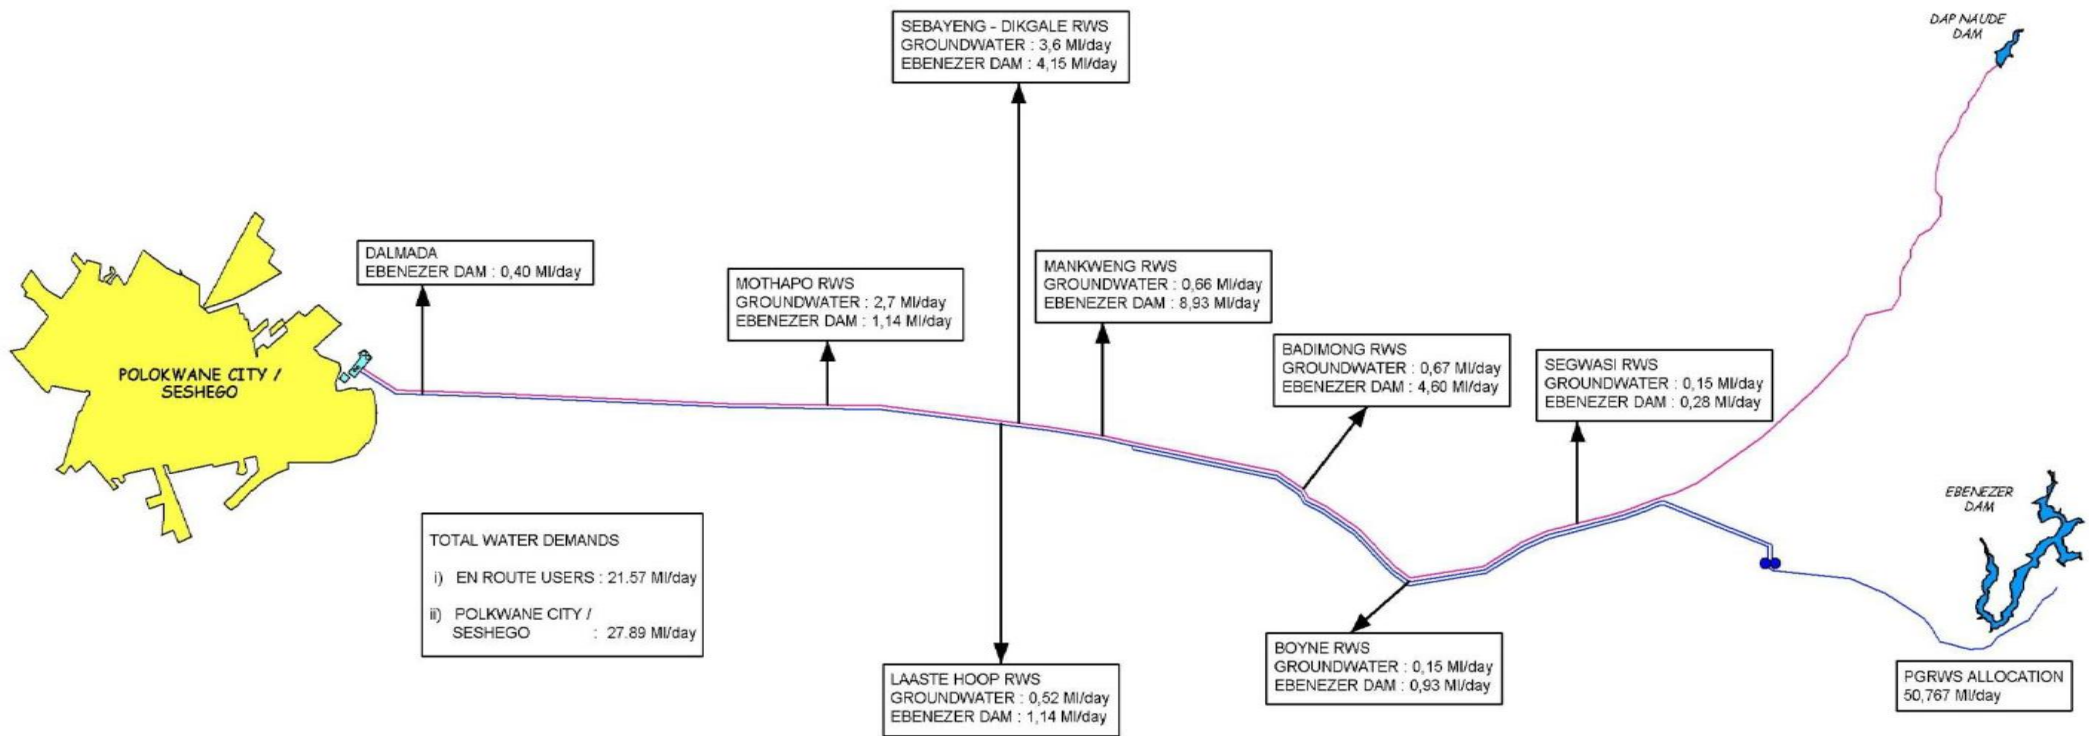 SEBAYENG - DIKGALE RWS
GROUNDWATER : 3,6 Ml/day
EBENEZER DAM : 4,15 Ml/day
DAP NAUDE
DAM
DALMADA
EBENEZER DAM : 0,40 Ml/day
MOTHAPO RWS
GROUNDWATER : 2,7 Ml/day
EBENEZER DAM : 1,14 Ml/day
MANKWENG RWS
GROUNDWATER : 0,66 Ml/day
EBENEZER DAM : 8,93 Ml/day
BADIMONG RWS
GROUNDWATER : 0,67 Ml/day
EBENEZER DAM : 4,60 Ml/day
SEGWASI RWS
GROUNDWATER : 0,15 Ml/day
EBENEZER DAM : 0,28 Ml/day
POLOKWANE CITY /
SESHEGO
EBENEZER
DAM
TOTAL WATER DEMANDS
i) EN ROUTE USERS : 21.57 Ml/day
ii) POLKWANE CITY /
SESHEGO : 27.89 Ml/day
LAASTE HOOP RWS
GROUNDWATER : 0,52 Ml/day
EBENEZER DAM : 1,14 Ml/day
BOYNE RWS
GROUNDWATER : 0,15 Ml/day
EBENEZER DAM : 0,93 Ml/day
PGRWS ALLOCATION
50,767 Ml/day